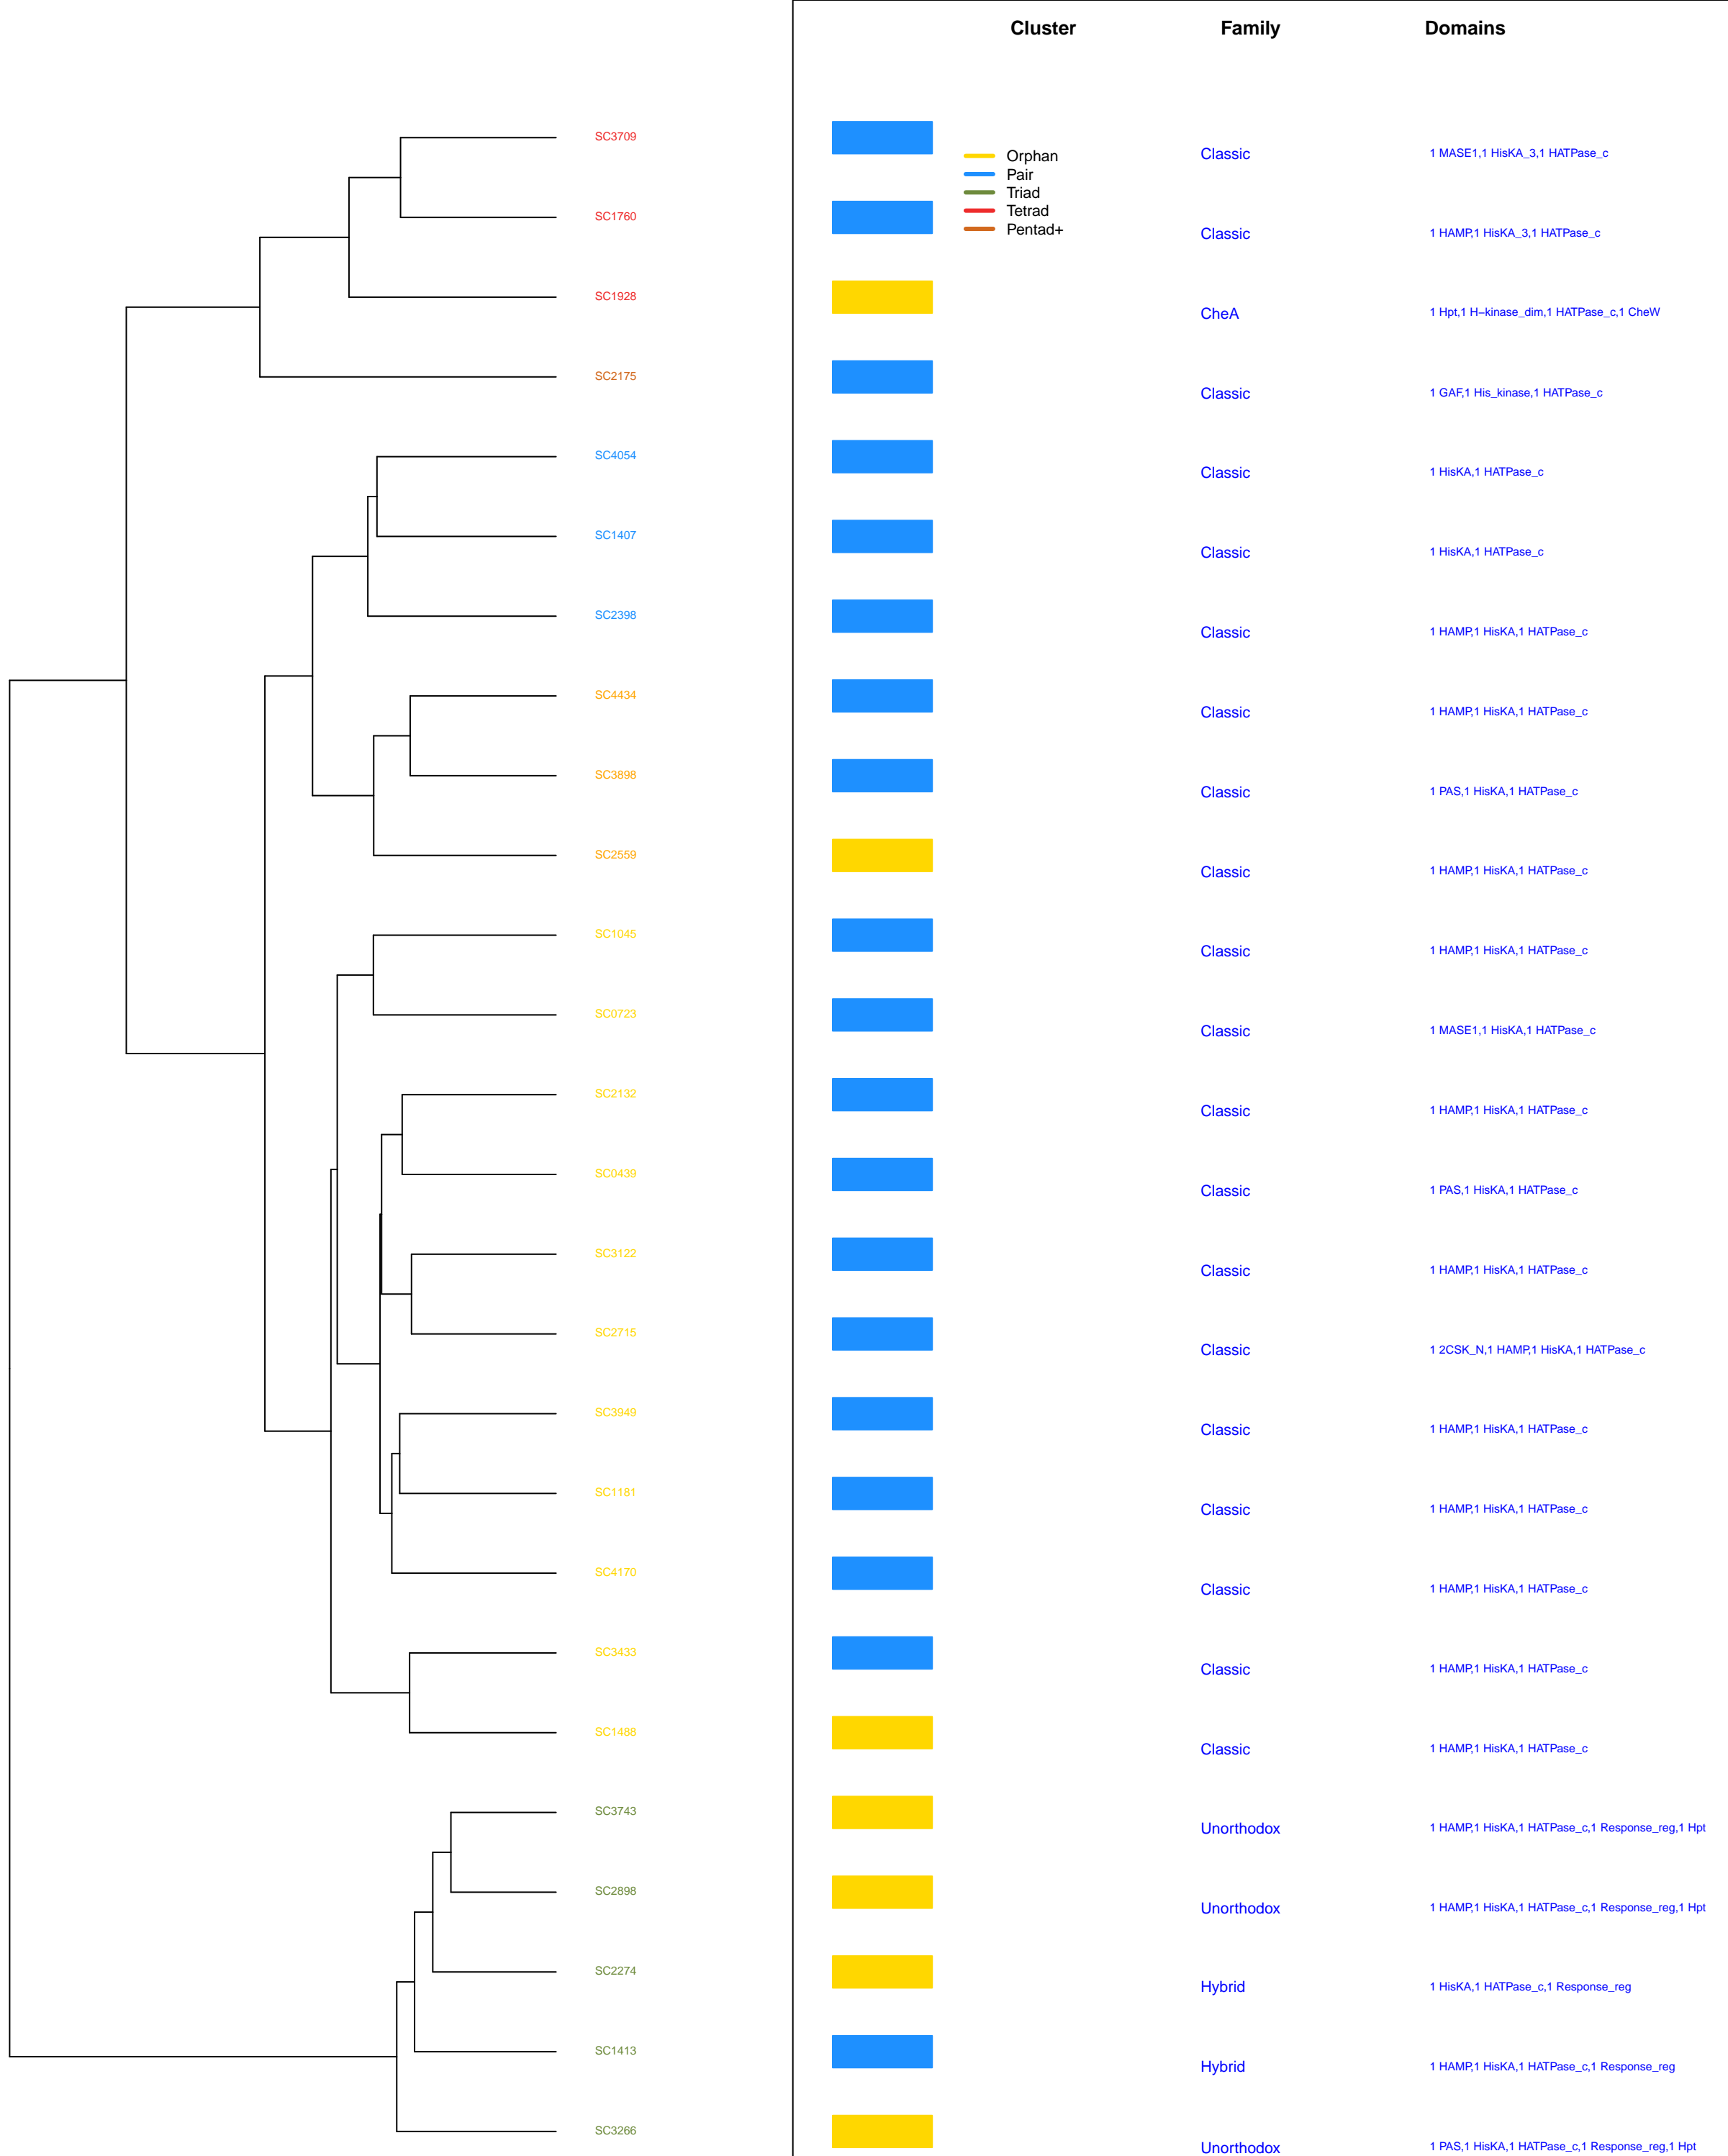 Cluster Family Domains
SC3709 Classic 1 MASE1,1 HisKA_3,1 HATPase_c
Orphan
Pair
Triad
Tetrad
Pentad+
SC1760 Classic 1 HAMP,1 HisKA_3,1 HATPase_c
SC1928 CheA 1 Hpt,1 H−kinase_dim,1 HATPase_c,1 CheW
SC2175 Classic 1 GAF,1 His_kinase,1 HATPase_c
SC4054 Classic 1 HisKA,1 HATPase_c
SC1407 Classic 1 HisKA,1 HATPase_c
SC2398 Classic 1 HAMP,1 HisKA,1 HATPase_c
SC4434 Classic 1 HAMP,1 HisKA,1 HATPase_c
SC3898 Classic 1 PAS,1 HisKA,1 HATPase_c
SC2559 Classic 1 HAMP,1 HisKA,1 HATPase_c
SC1045 Classic 1 HAMP,1 HisKA,1 HATPase_c
SC0723 Classic 1 MASE1,1 HisKA,1 HATPase_c
SC2132 Classic 1 HAMP,1 HisKA,1 HATPase_c
SC0439 Classic 1 PAS,1 HisKA,1 HATPase_c
SC3122 Classic 1 HAMP,1 HisKA,1 HATPase_c
SC2715 Classic 1 2CSK_N,1 HAMP,1 HisKA,1 HATPase_c
SC3949 Classic 1 HAMP,1 HisKA,1 HATPase_c
SC1181 Classic 1 HAMP,1 HisKA,1 HATPase_c
SC4170 Classic 1 HAMP,1 HisKA,1 HATPase_c
SC3433 Classic 1 HAMP,1 HisKA,1 HATPase_c
SC1488 Classic 1 HAMP,1 HisKA,1 HATPase_c
SC3743 Unorthodox 1 HAMP,1 HisKA,1 HATPase_c,1 Response_reg,1 Hpt
SC2898 Unorthodox 1 HAMP,1 HisKA,1 HATPase_c,1 Response_reg,1 Hpt
SC2274 Hybrid 1 HisKA,1 HATPase_c,1 Response_reg
SC1413 Hybrid 1 HAMP,1 HisKA,1 HATPase_c,1 Response_reg
SC3266 Unorthodox 1 PAS,1 HisKA,1 HATPase_c,1 Response_reg,1 Hpt